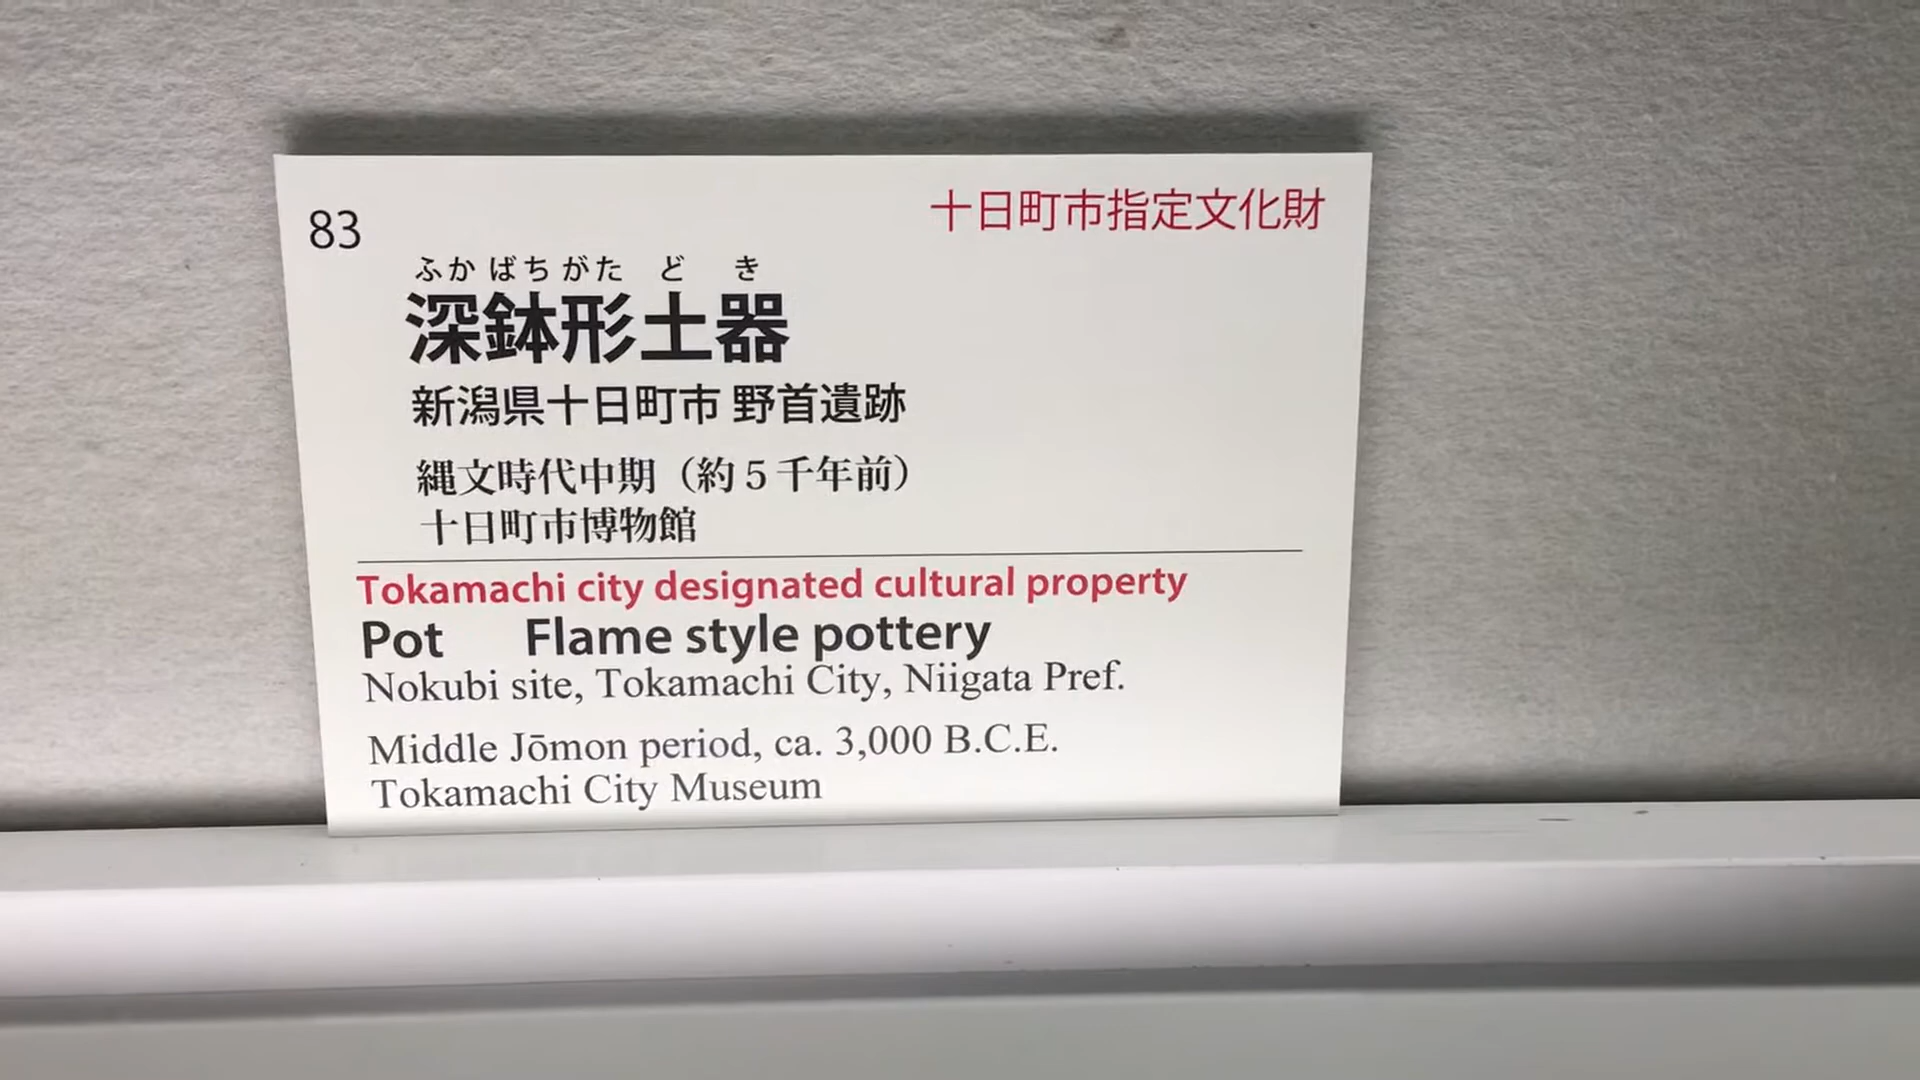 83
十日町市指定文化財
ふか ばち がた ど き
深鉢形土器
新潟県十日町市 野首遺跡
縄文時代中期（約５千年前）
十日町市博物館
Tokamachi city designated cultural property
Pot Flame style pottery
Nokubi site, Tokamachi City, Niigata Pref.
Middle Jōmon period, ca. 3,000 B.C.E.
Tokamachi City Museum